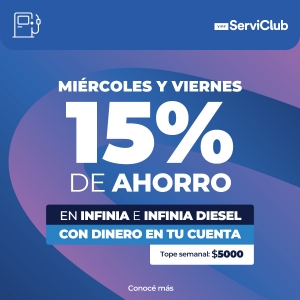 YPF ServiClub
MIÉRCOLES Y VIERNES
15%
DE AHORRO
EN INFINIA E INFINIA DIESEL
CON DINERO EN TU CUENTA
Tope semanal: $5000
Conocé más